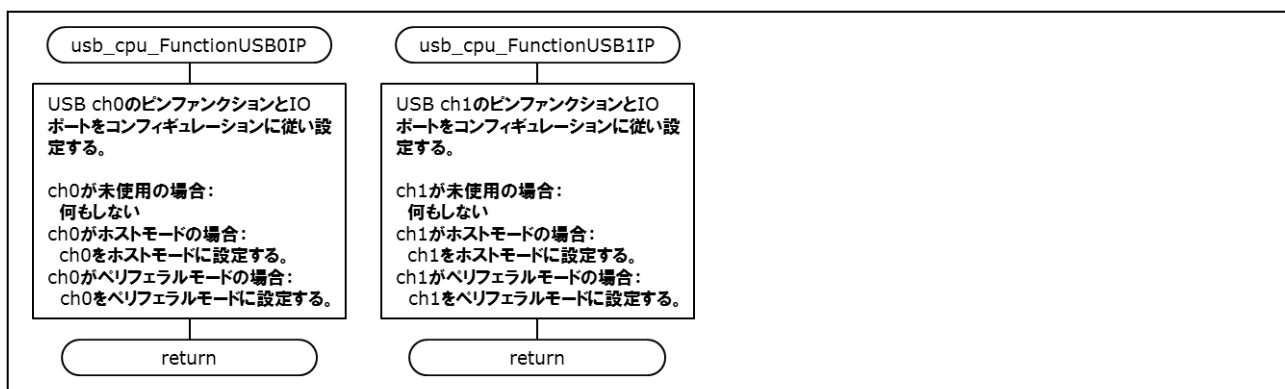 usb_cpu_FunctionUSB0IP
USB ch0のピンファンクションとIO
ポートをコンフィギュレーションに従い設
定する。
ch0が未使用の場合：
何もしない
ch0がホストモードの場合：
ch0をホストモードに設定する。
ch0がペリフェラルモードの場合：
ch0をペリフェラルモードに設定する。
return
usb_cpu_FunctionUSB1IP
USB ch1のピンファンクションとIO
ポートをコンフィギュレーションに従い設
定する。
ch1が未使用の場合：
何もしない
ch1がホストモードの場合：
ch1をホストモードに設定する。
ch1がペリフェラルモードの場合：
ch1をペリフェラルモードに設定する。
return